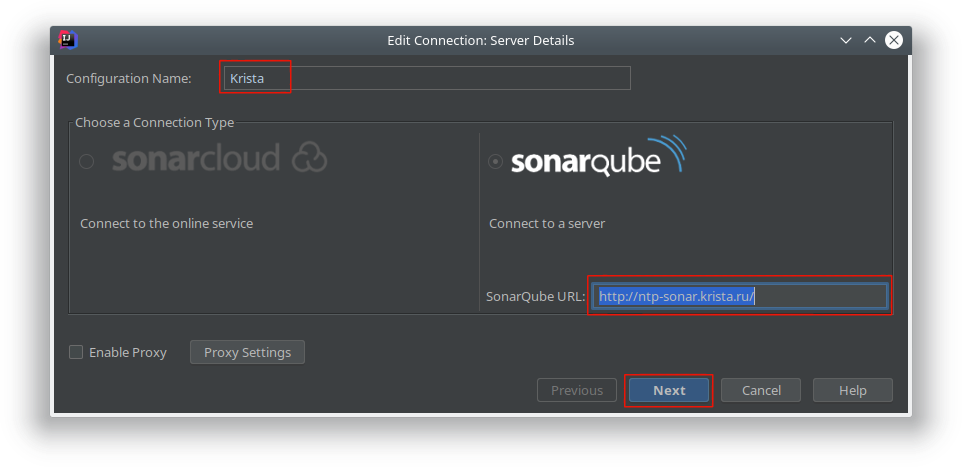 IJ
Edit Connection: Server Details
Configuration Name: Krista
Choose a Connection Type
sonarcloud
sonarqube
Connect to the online service
Connect to a server
SonarQube URL: http://ntp-sonar.krista.ru/
Enable Proxy Proxy Settings
Previous Next Cancel Help